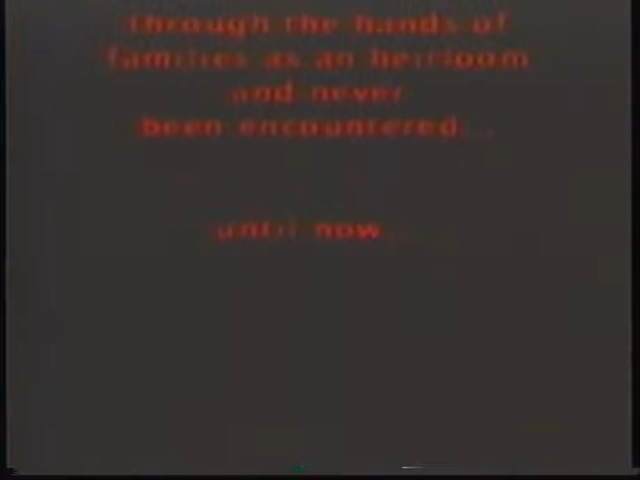 through the hands of
families as an heirloom
and never
been encountered...

until now....